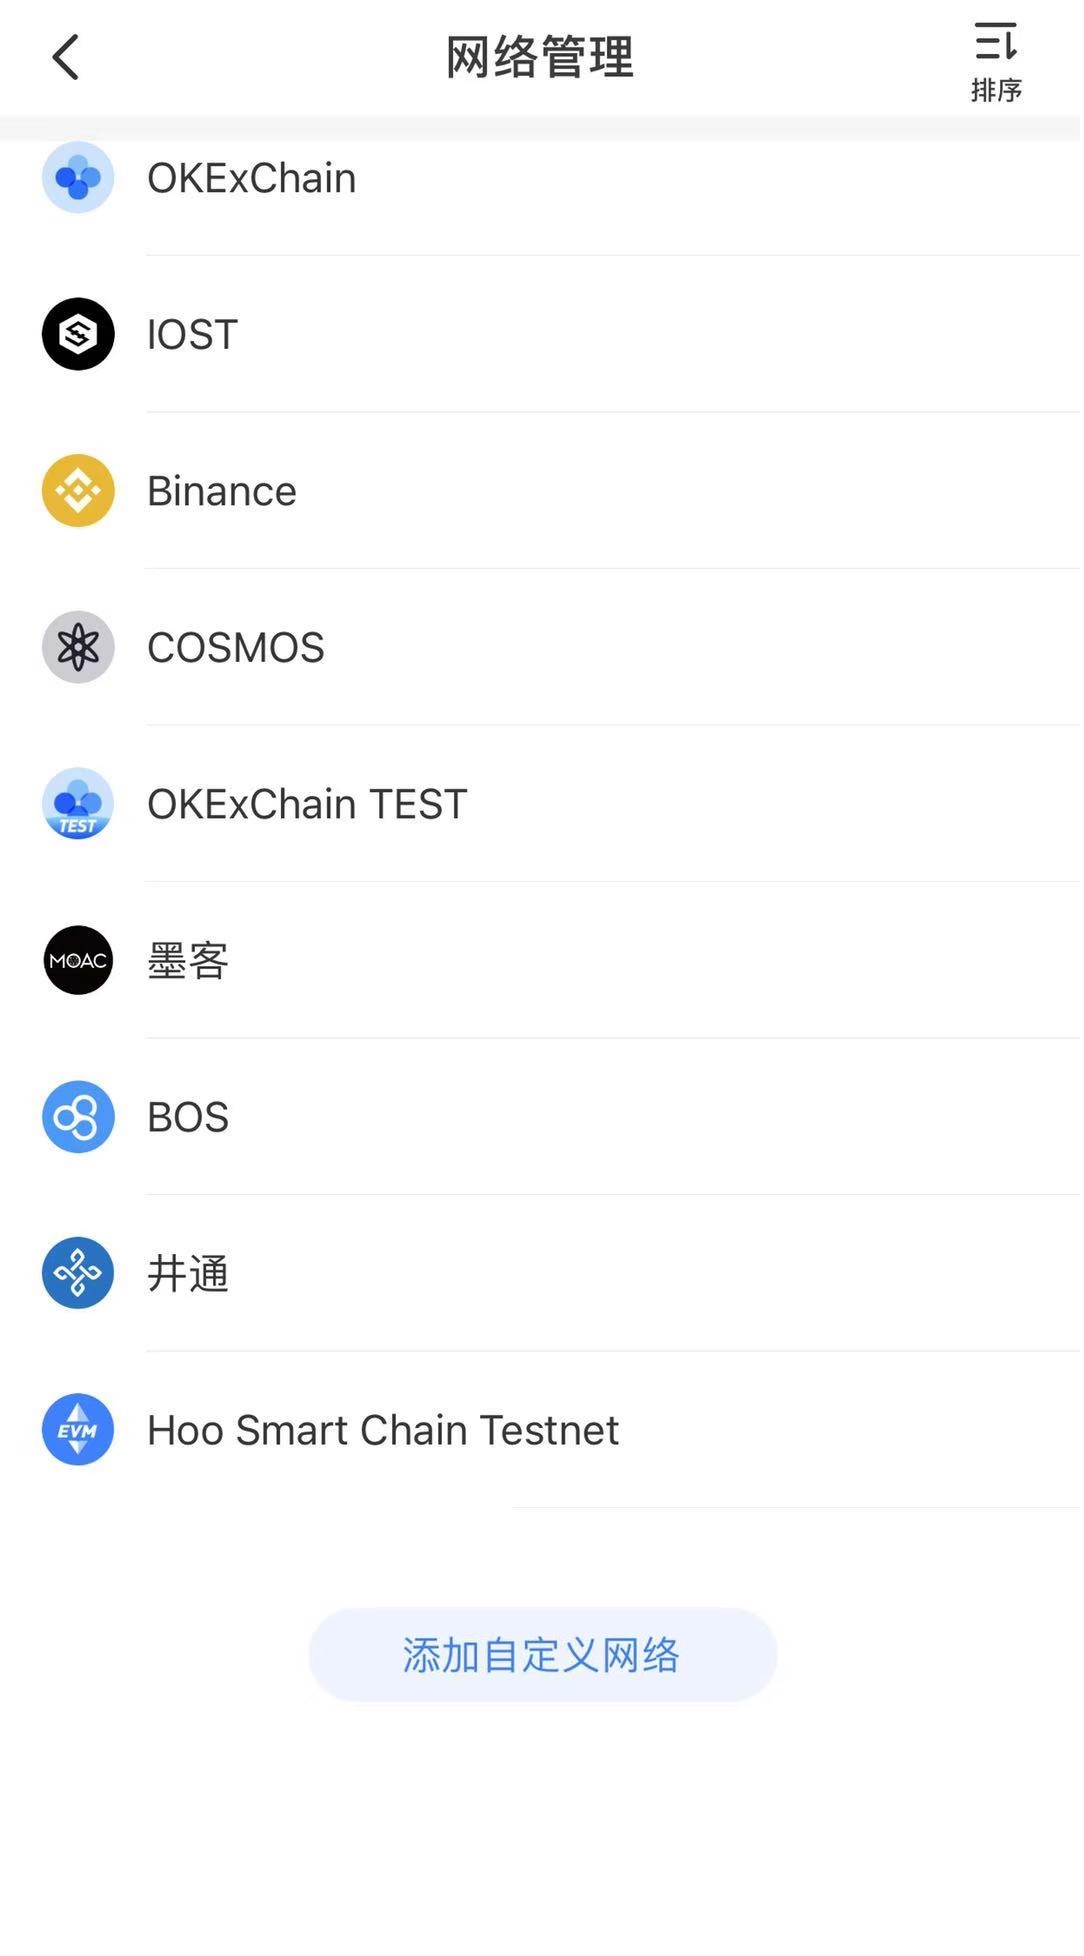 网络管理
排序
OKExChain
IOST
Binance
COSMOS
TEST
OKExChain TEST
MOAC
墨客
BOS
井通
EVM
Hoo Smart Chain Testnet
添加自定义网络